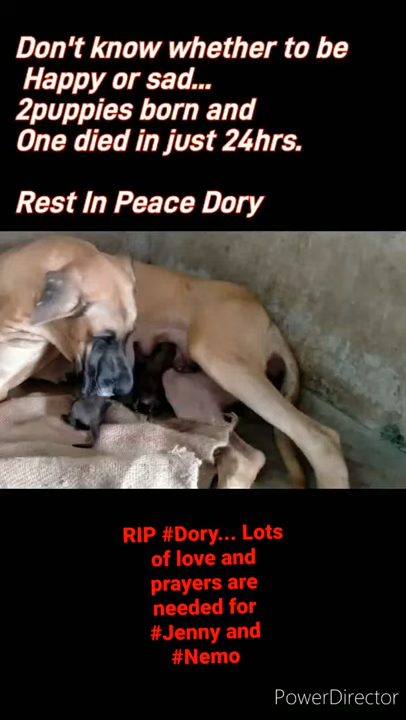 Don't know whether to be
Happy or sad...
2puppies born and
One died in just 24hrs.
Rest In Peace Dory
RIP #Dory... Lots
of love and
prayers are
needed for
#Jenny and
#Nemo
PowerDirector